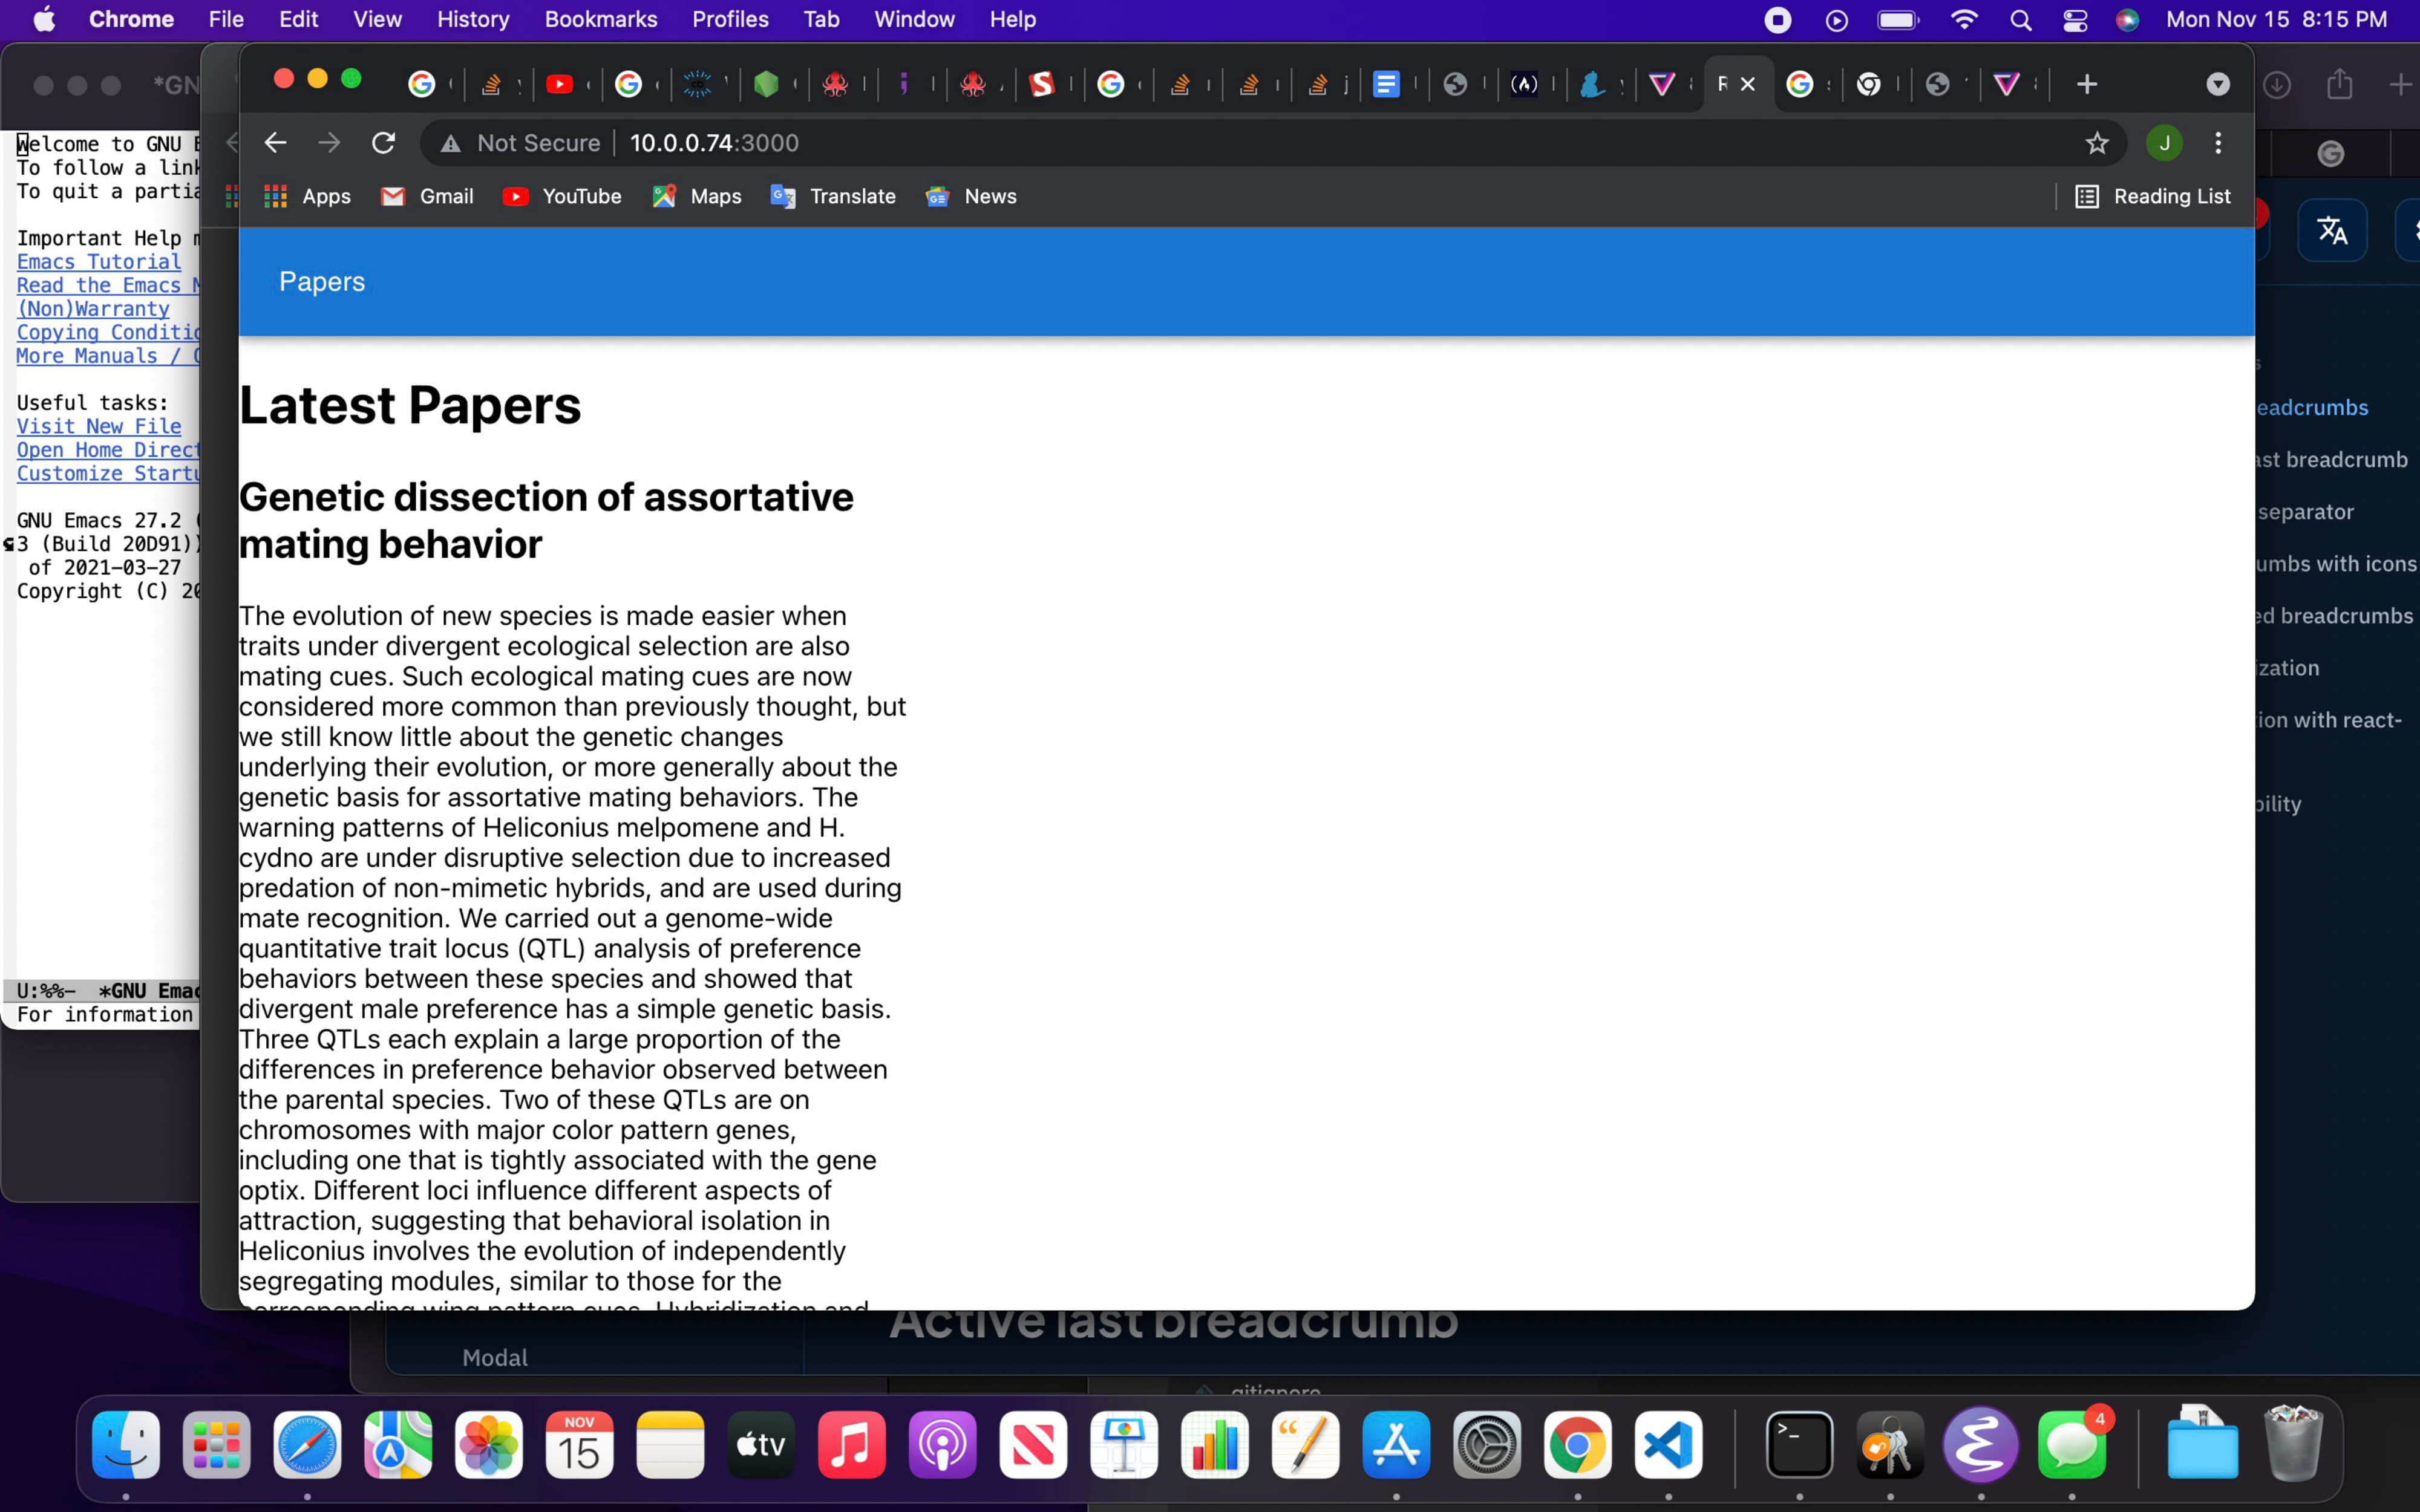 Chrome File Edit View History Bookmarks Profiles Tab Window Help Mon Nov 15 8:15 PM
*GN
Not Secure 10.0.0.74:3000 J
Apps Gmail YouTube Maps Translate News Reading List
Welcome to GNU
To follow a link
To quit a partia
Important Help
Emacs Tutorial
Read the Emacs
(Non)Warranty
Copying Conditio
More Manuals /
Useful tasks:
Visit New File
Open Home Direct
Customize Startu
GNU Emacs 27.2 (
3 (Build 20D91))
of 2021-03-27
Copyright (C) 20
U:%%- *GNU Emac
For information
Papers
Latest Papers
Genetic dissection of assortative
mating behavior
The evolution of new species is made easier when
traits under divergent ecological selection are also
mating cues. Such ecological mating cues are now
considered more common than previously thought, but
we still know little about the genetic changes
underlying their evolution, or more generally about the
genetic basis for assortative mating behaviors. The
warning patterns of Heliconius melpomene and H.
cydno are under disruptive selection due to increased
predation of non-mimetic hybrids, and are used during
mate recognition. We carried out a genome-wide
quantitative trait locus (QTL) analysis of preference
behaviors between these species and showed that
divergent male preference has a simple genetic basis.
Three QTLs each explain a large proportion of the
differences in preference behavior observed between
the parental species. Two of these QTLs are on
chromosomes with major color pattern genes,
including one that is tightly associated with the gene
optix. Different loci influence different aspects of
attraction, suggesting that behavioral isolation in
Heliconius involves the evolution of independently
segregating modules, similar to those for the
corresponding wing pattern cues. Hybridization and
eadcrumbs
ast breadcrumb
separator
umbs with icons
ed breadcrumbs
ization
ion with react-
bility
Active last breadcrumb
Modal
gitignore
NOV
15
tv
4